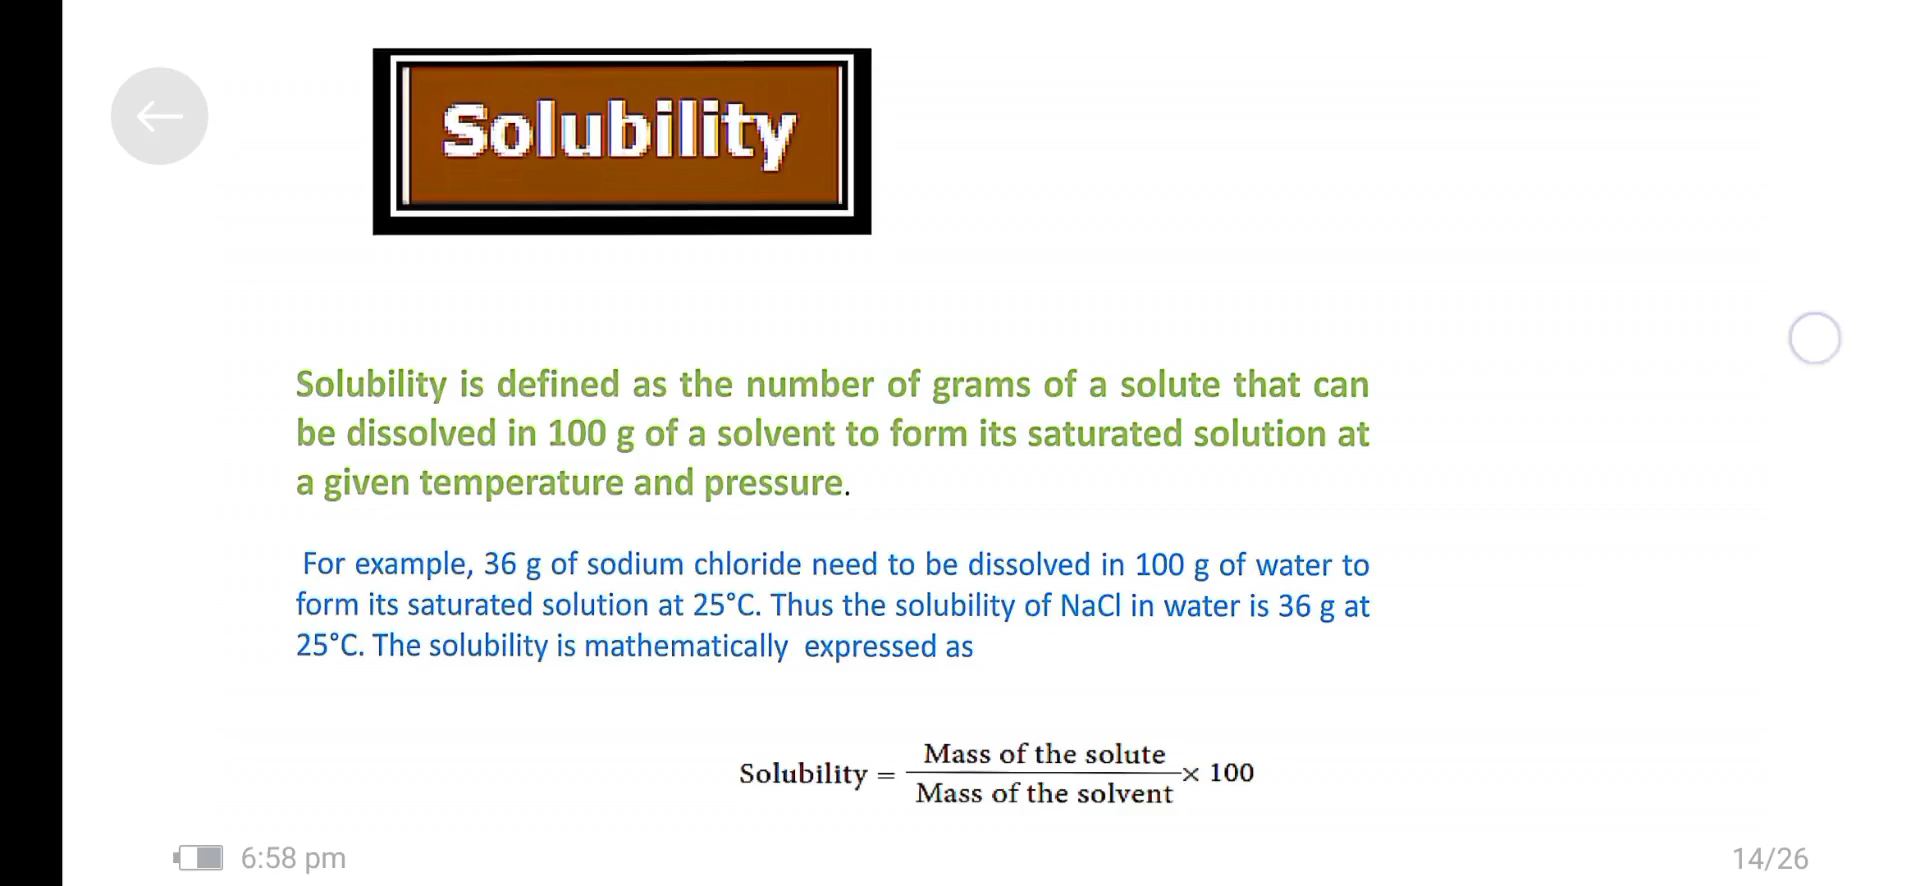 Solubility
Solubility is defined as the number of grams of a solute that can
be dissolved in 100 g of a solvent to form its saturated solution at
a given temperature and pressure.
For example, 36 g of sodium chloride need to be dissolved in 100 g of water to
form its saturated solution at 25°C. Thus the solubility of NaCl in water is 36 g at
25°C. The solubility is mathematically expressed as
Solubility = Mass of the solute / Mass of the solvent × 100
6:58 pm
14/26